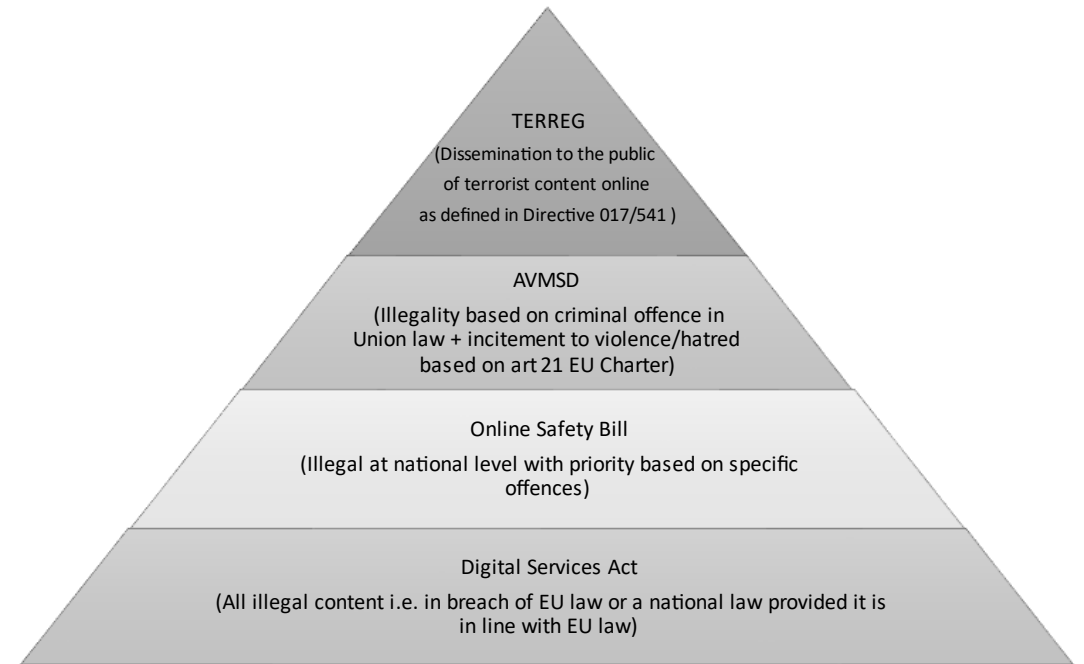 TERREG
(Dissemination to the public
of terrorist content online
as defined in Directive 017/541 )
AVMSD
(Illegality based on criminal offence in
Union law + incitement to violence/hatred
based on art 21 EU Charter)
Online Safety Bill
(Illegal at national level with priority based on specific
offences)
Digital Services Act
(All illegal content i.e. in breach of EU law or a national law provided it is
in line with EU law)